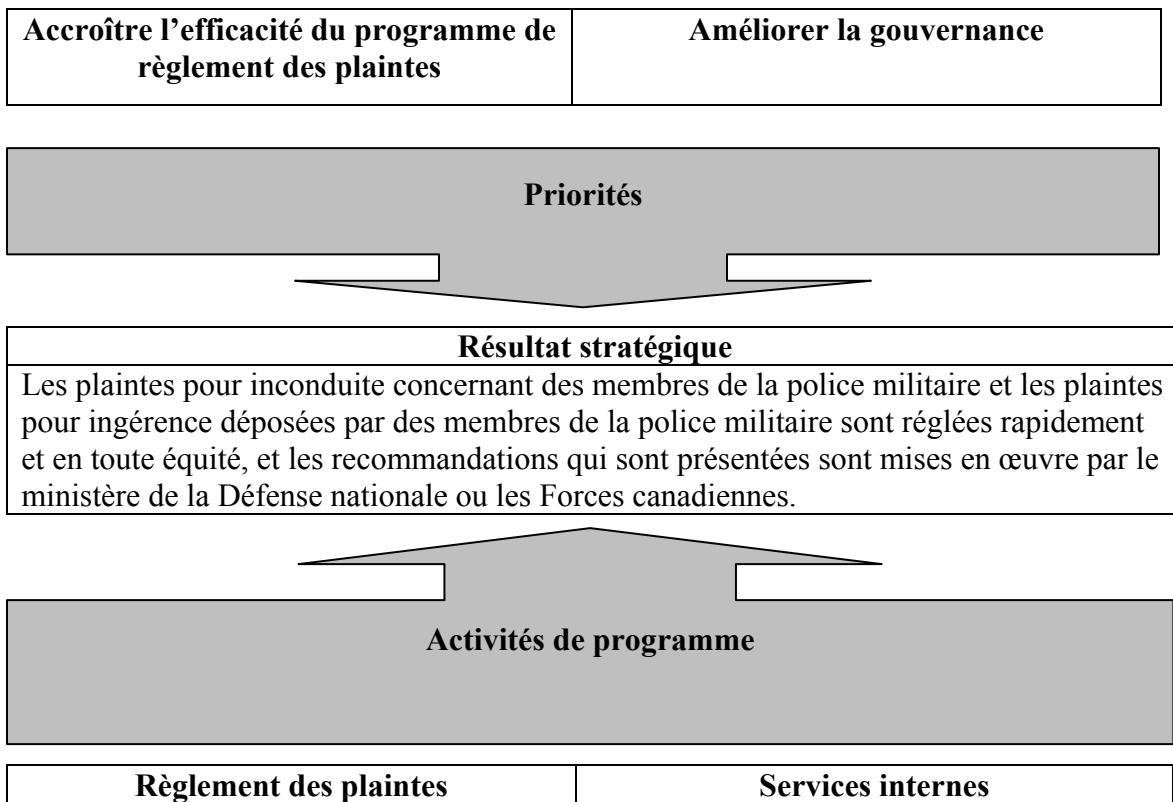 Accroître l’efficacité du programme de
règlement des plaintes
Améliorer la gouvernance
Priorités
Résultat stratégique
Les plaintes pour inconduite concernant des membres de la police militaire et les plaintes
pour ingérence déposées par des membres de la police militaire sont réglées rapidement
et en toute équité, et les recommandations qui sont présentées sont mises en œuvre par le
ministère de la Défense nationale ou les Forces canadiennes.
Activités de programme
Règlement des plaintes
Services internes